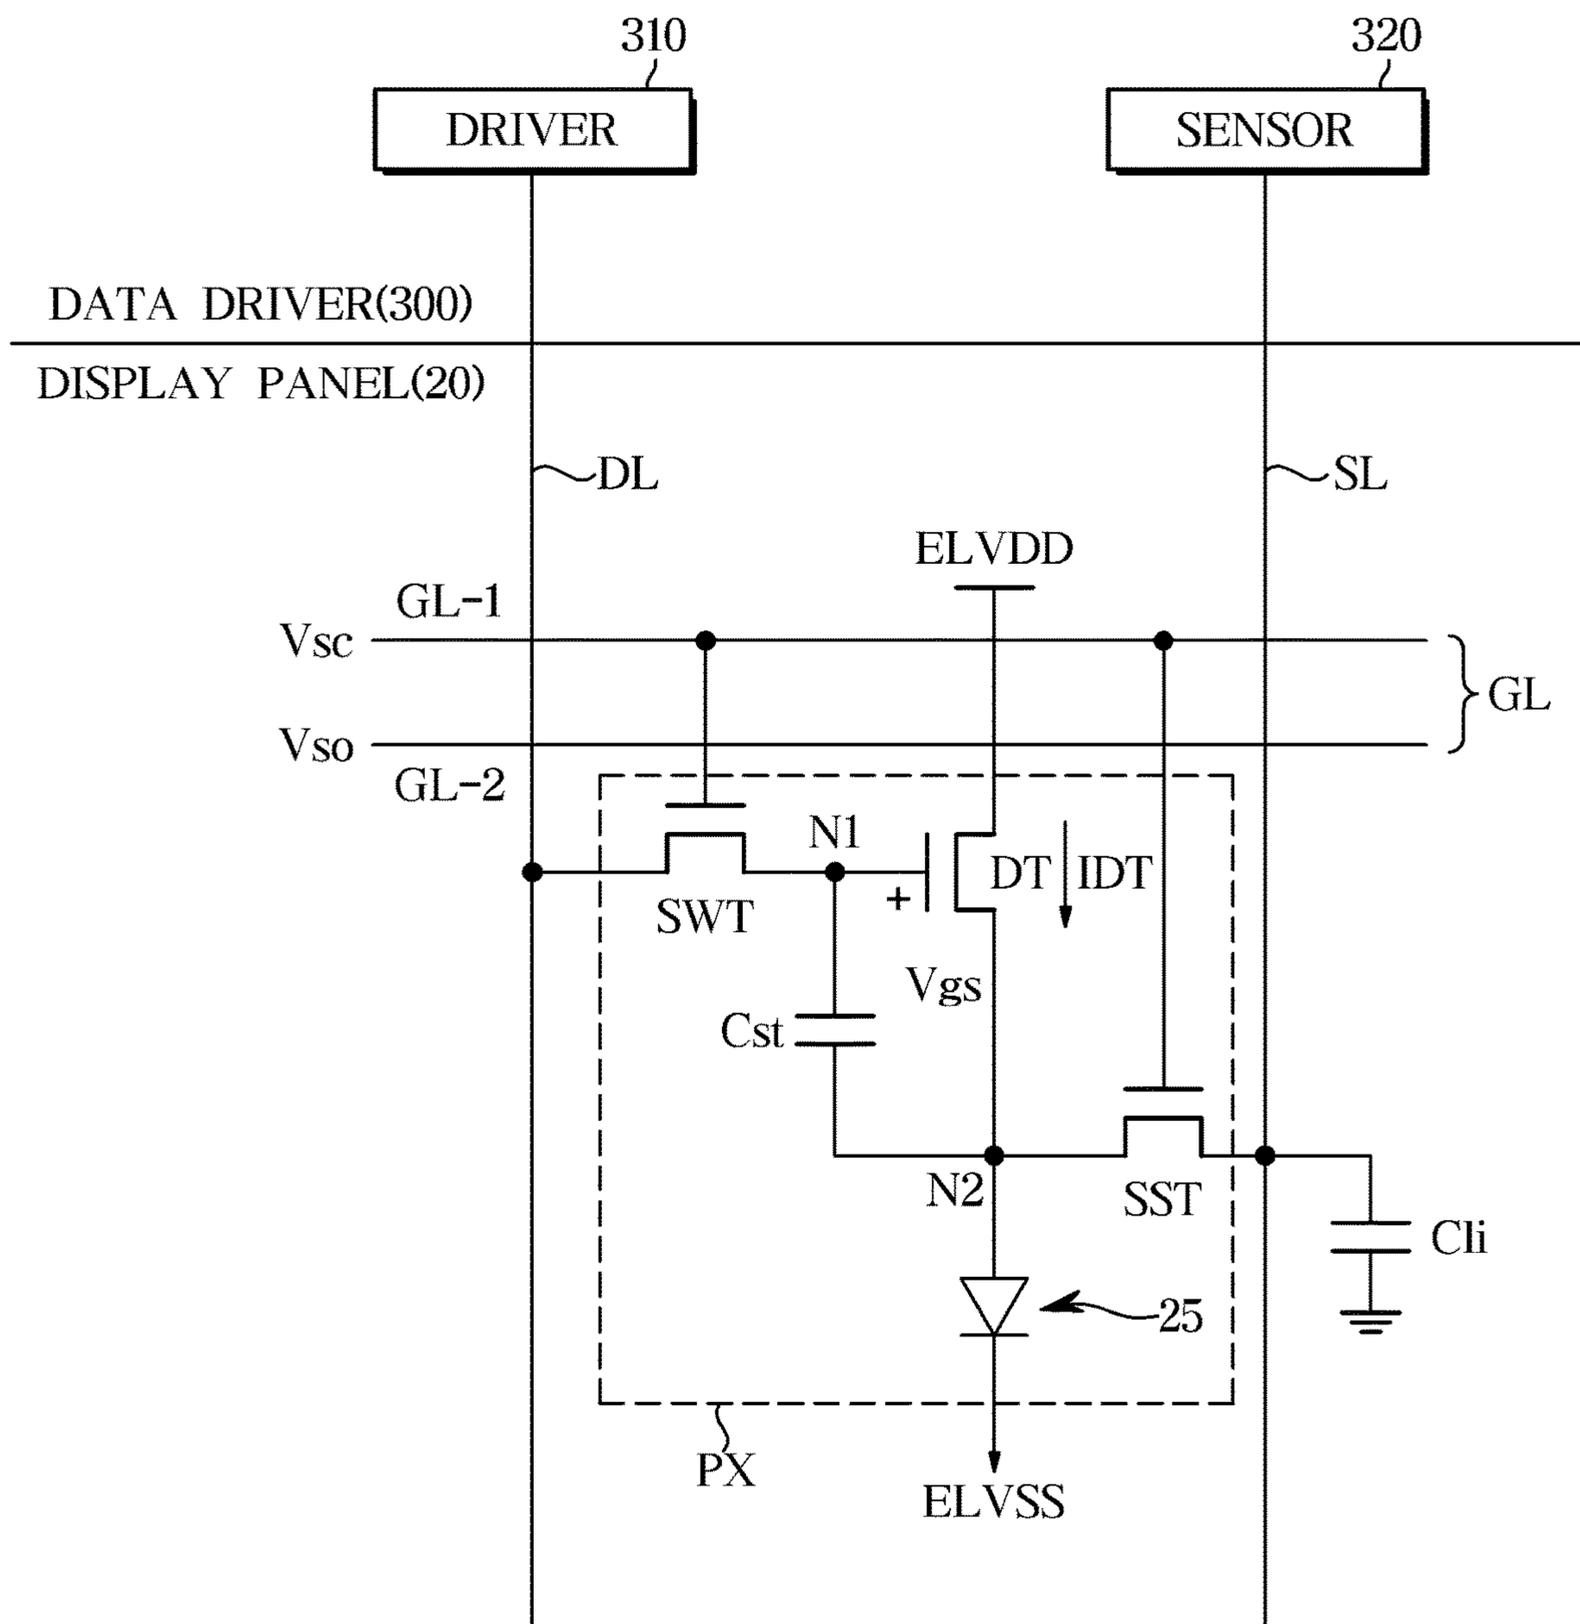 310
320
DRIVER
SENSOR
DATA DRIVER(300)
DISPLAY PANEL(20)
DL
SL
ELVDD
GL-1
Vsc
GL
Vso
GL-2
N1
DT
IDT
+
SWT
Vgs
Cst
N2
SST
Cli
25
PX
ELVSS